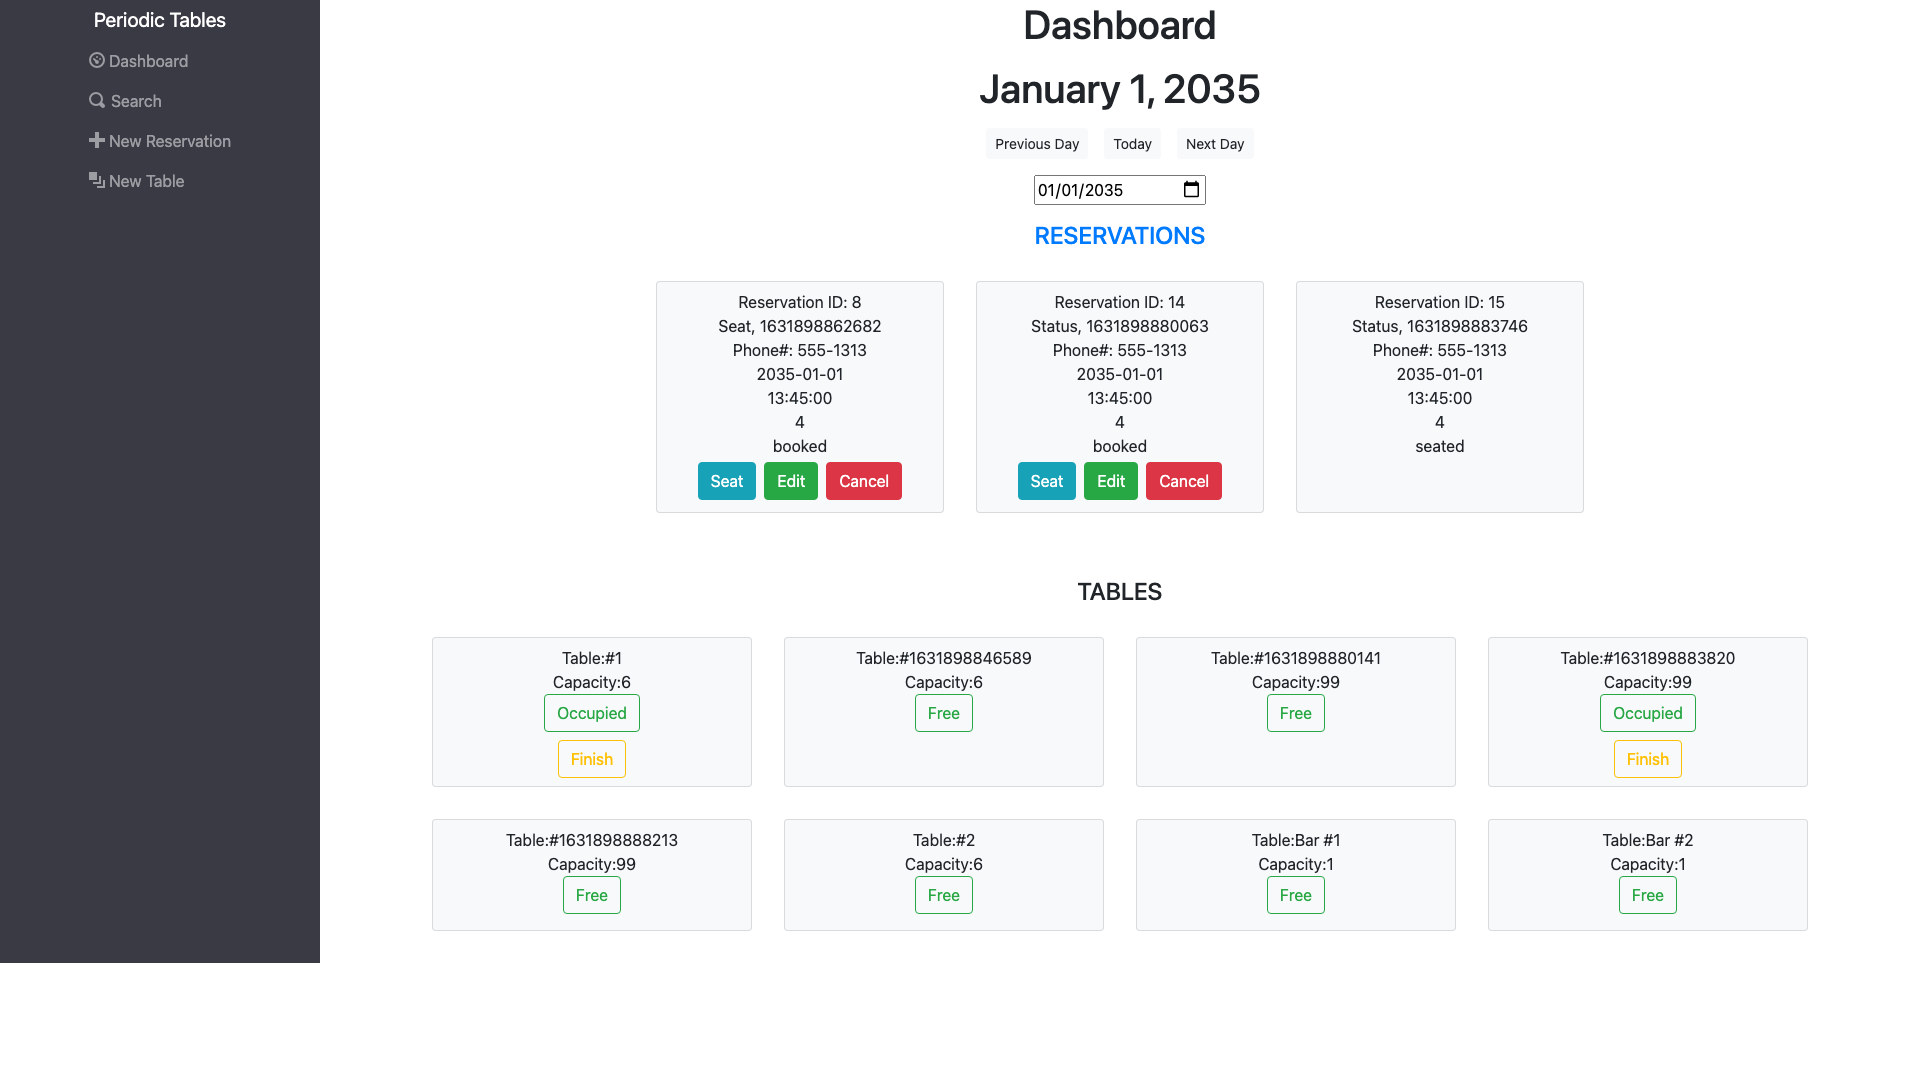 Periodic Tables
Dashboard
Search
New Reservation
New Table
Dashboard
January 1, 2035
Previous Day Today Next Day
01/01/2035
RESERVATIONS
Reservation ID: 8
Seat, 1631898862682
Phone#: 555-1313
2035-01-01
13:45:00
4
booked
Seat Edit Cancel
Reservation ID: 14
Status, 1631898880063
Phone#: 555-1313
2035-01-01
13:45:00
4
booked
Seat Edit Cancel
Reservation ID: 15
Status, 1631898883746
Phone#: 555-1313
2035-01-01
13:45:00
4
seated
TABLES
Table:#1
Capacity:6
Occupied
Finish
Table:#1631898846589
Capacity:6
Free
Table:#1631898880141
Capacity:99
Free
Table:#1631898883820
Capacity:99
Occupied
Finish
Table:#1631898888213
Capacity:99
Free
Table:#2
Capacity:6
Free
Table:Bar #1
Capacity:1
Free
Table:Bar #2
Capacity:1
Free